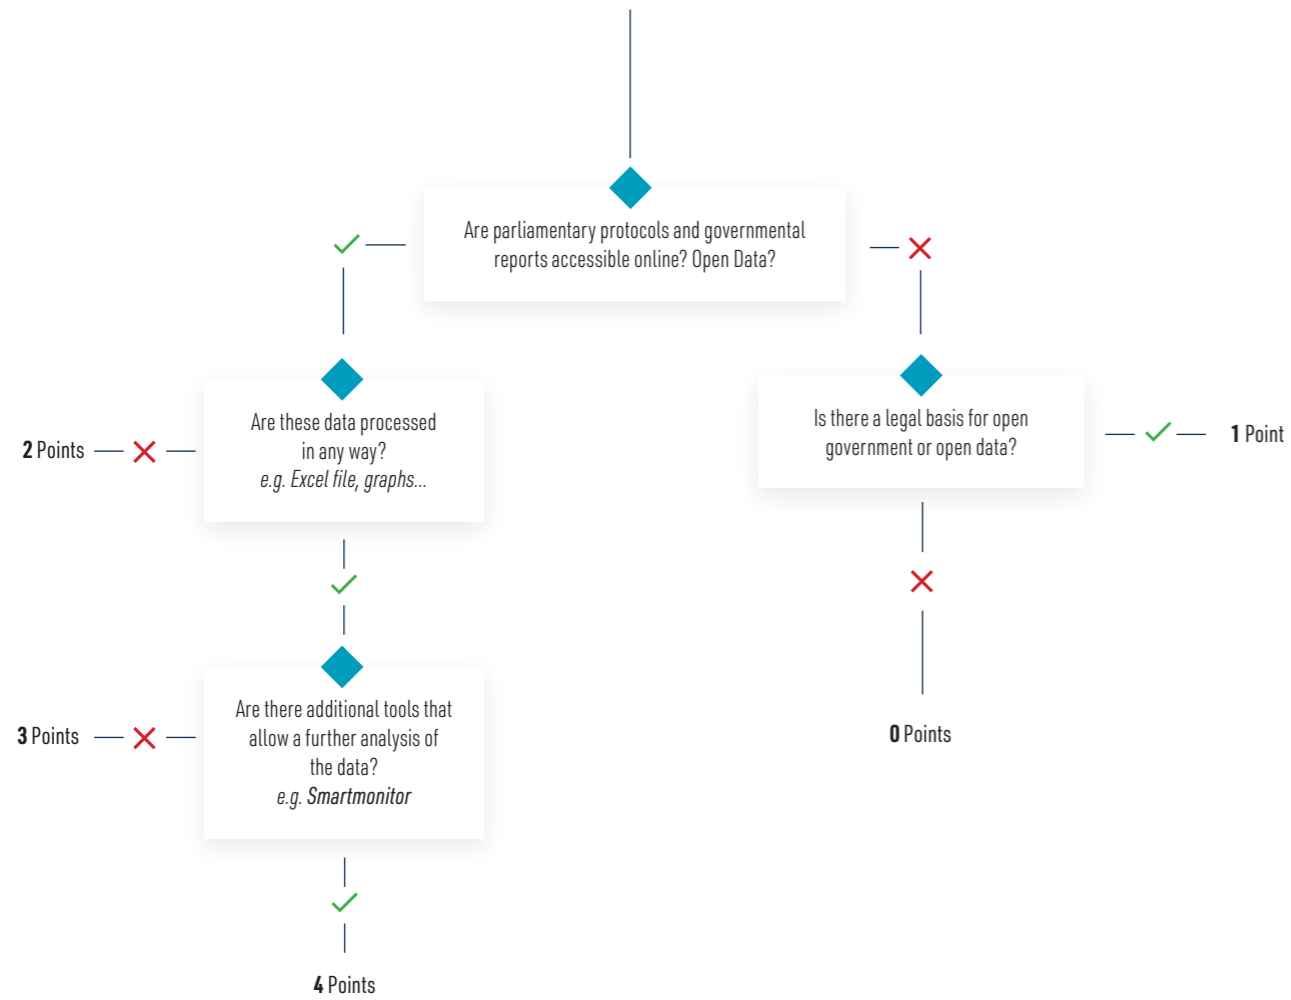 Are parliamentary protocols and governmental
reports accessible online? Open Data?
Are these data processed
in any way?
e.g. Excel file, graphs...
2 Points
Is there a legal basis for open
government or open data?
1 Point
Are there additional tools that
allow a further analysis of
the data?
e.g. Smartmonitor
3 Points
0 Points
4 Points